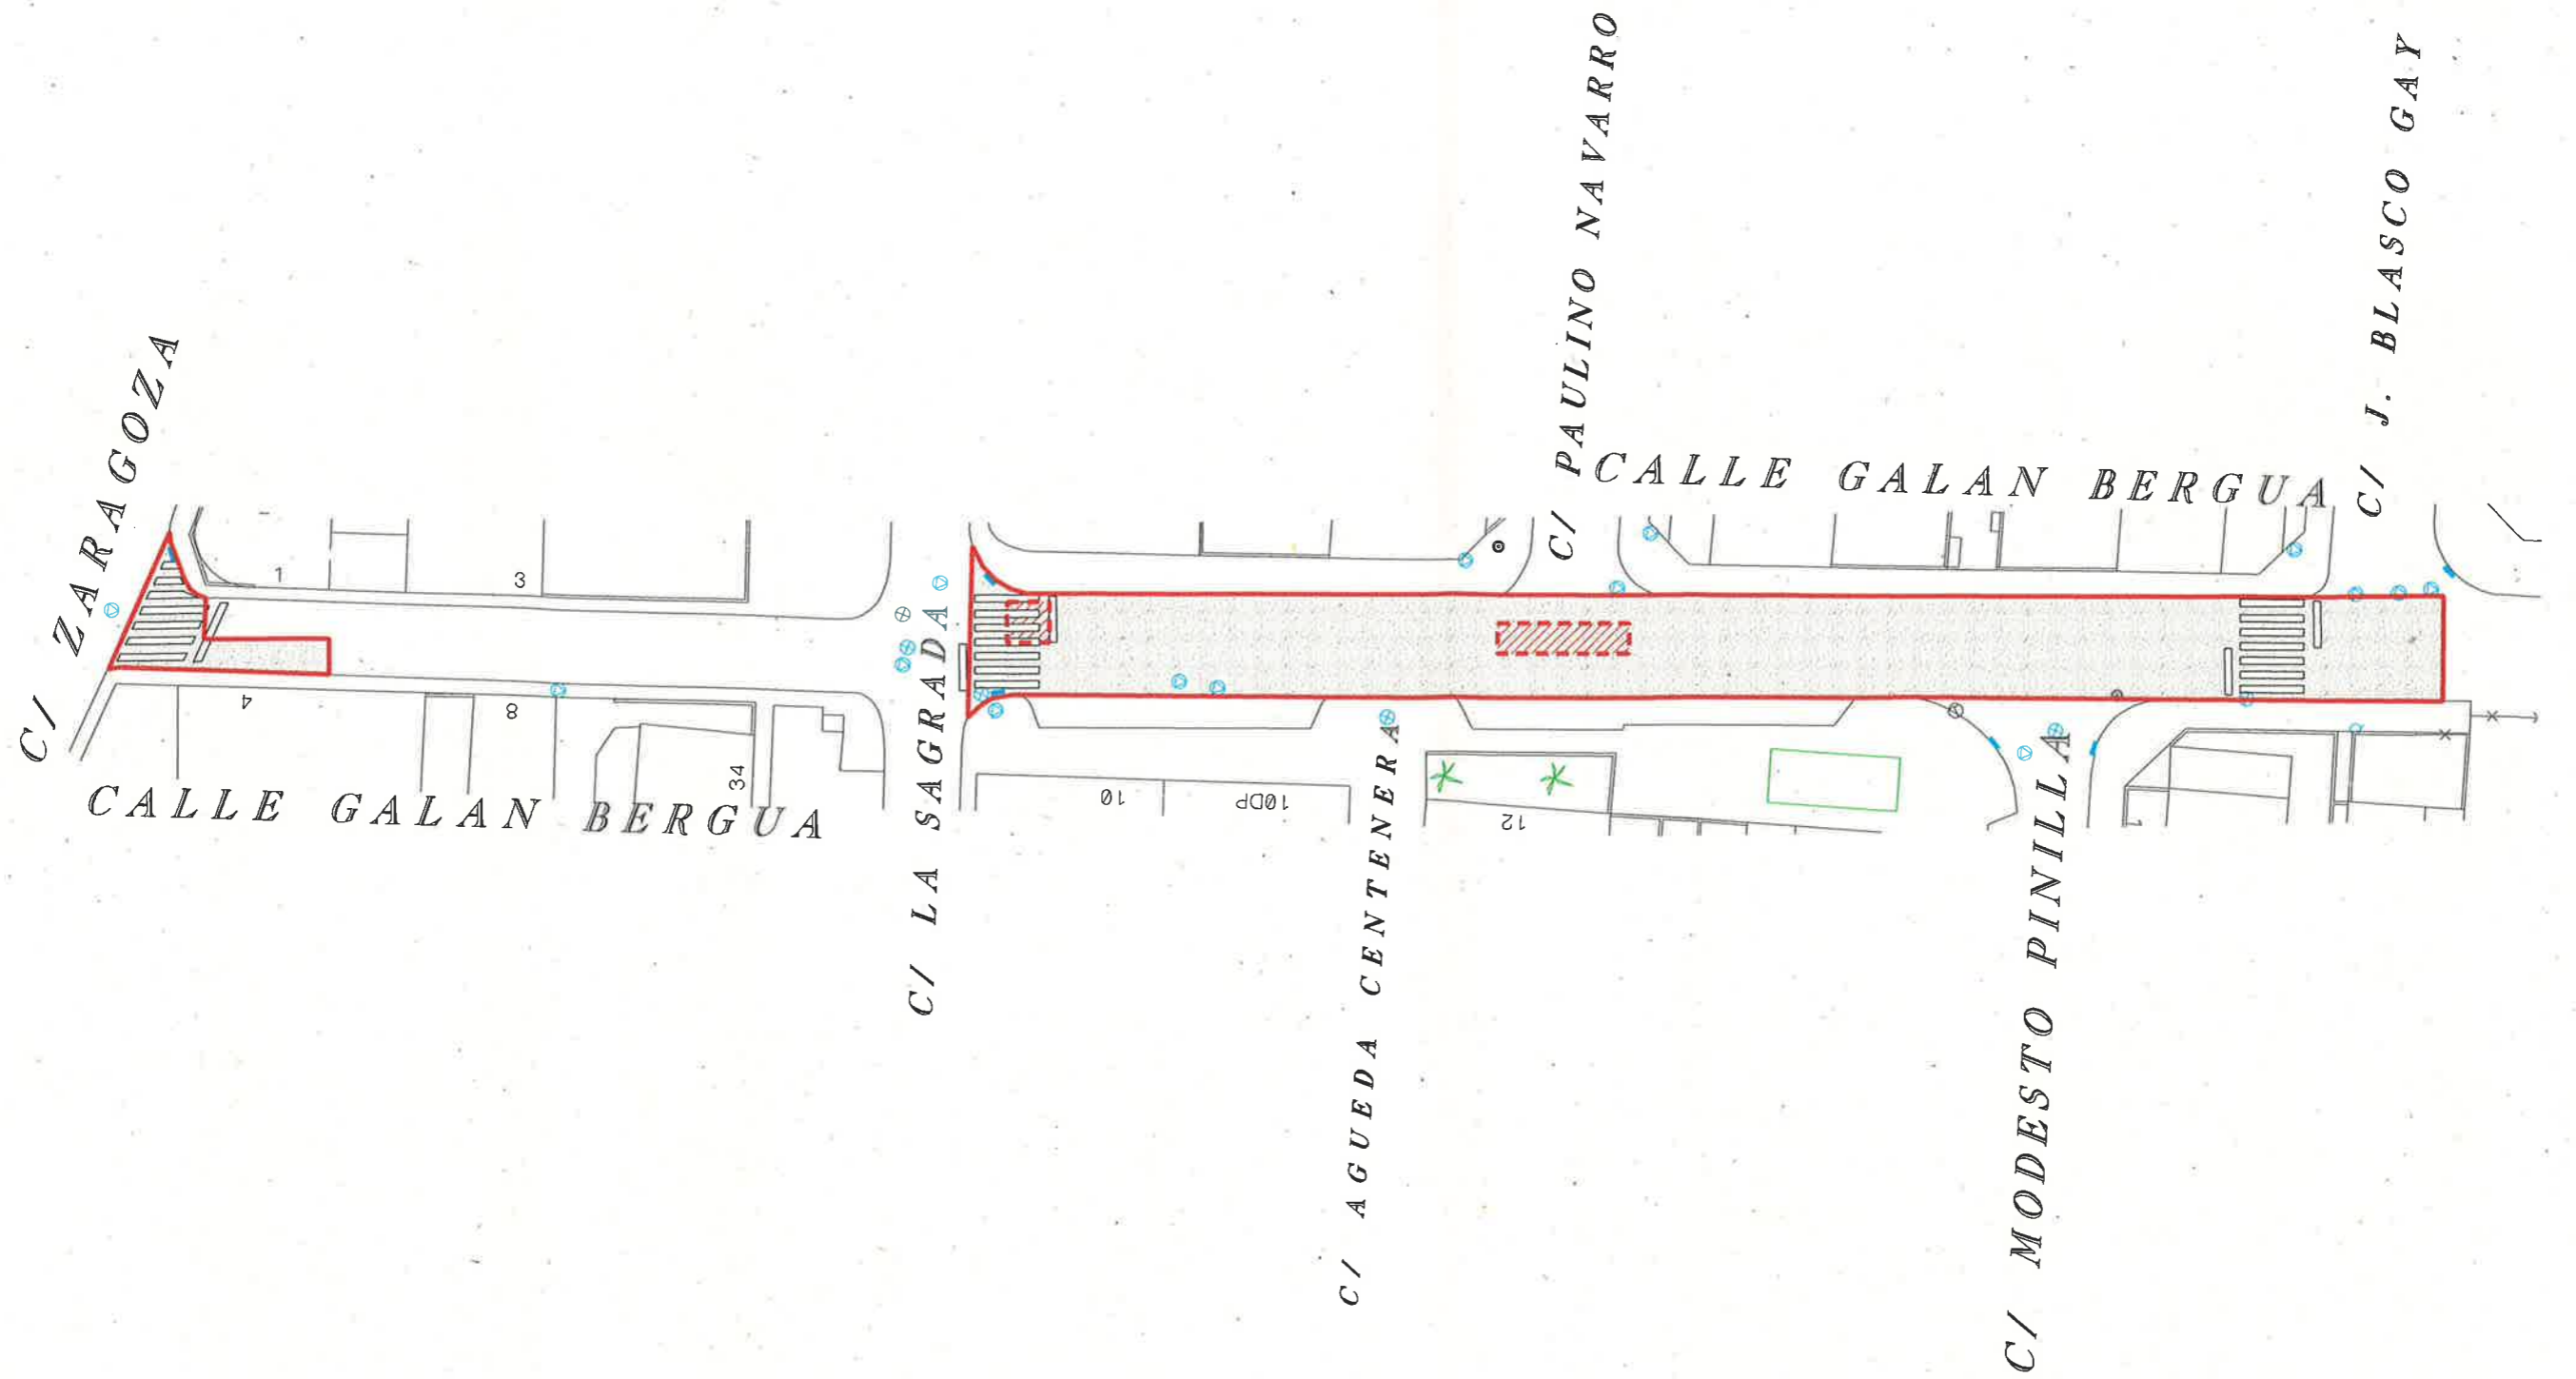 C/ ZARAGOZA
C/ PAULINO NAVARRO
C/ J. BLASCO GAY
CALLE GALAN BERGUA
1
3
4
8
34
CALLE GALAN BERGUA
C/ LA SAGRADA
10
10DP
C/ AGUEDA CENTENERA
12
C/ MODESTO PINILLA